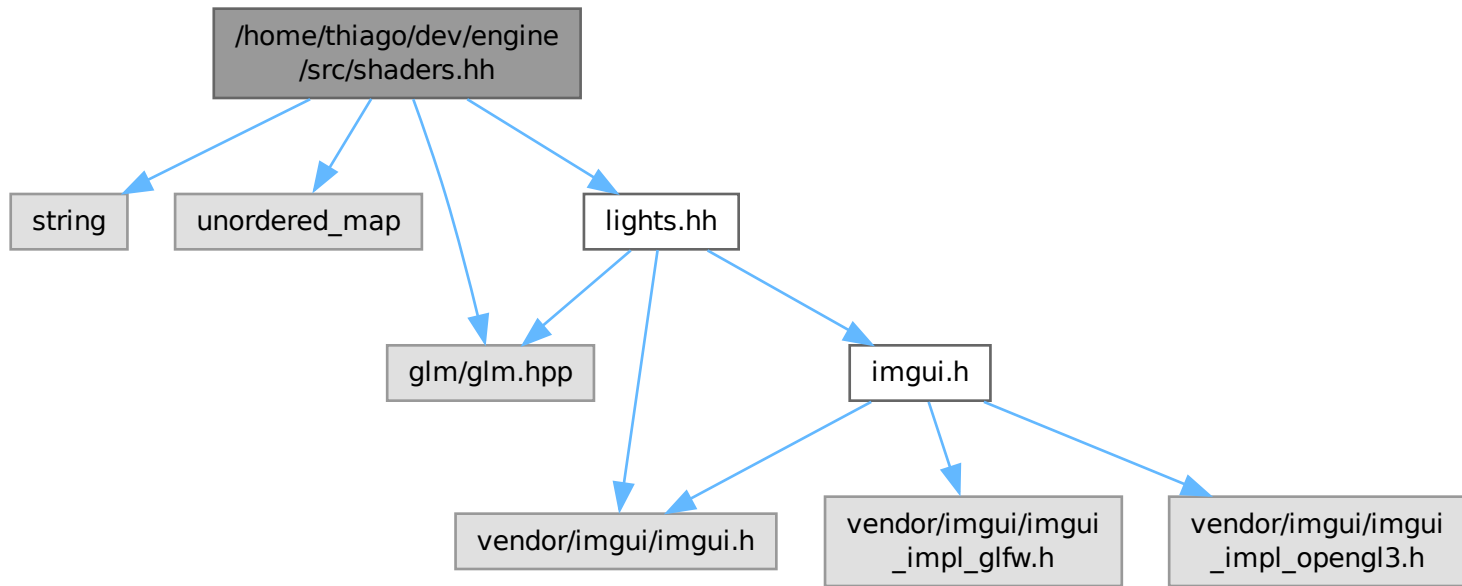 /home/thiago/dev/engine
/src/shaders.hh
string
unordered_map
lights.hh
glm/glm.hpp
imgui.h
vendor/imgui/imgui.h
vendor/imgui/imgui
_impl_glfw.h
vendor/imgui/imgui
_impl_opengl3.h